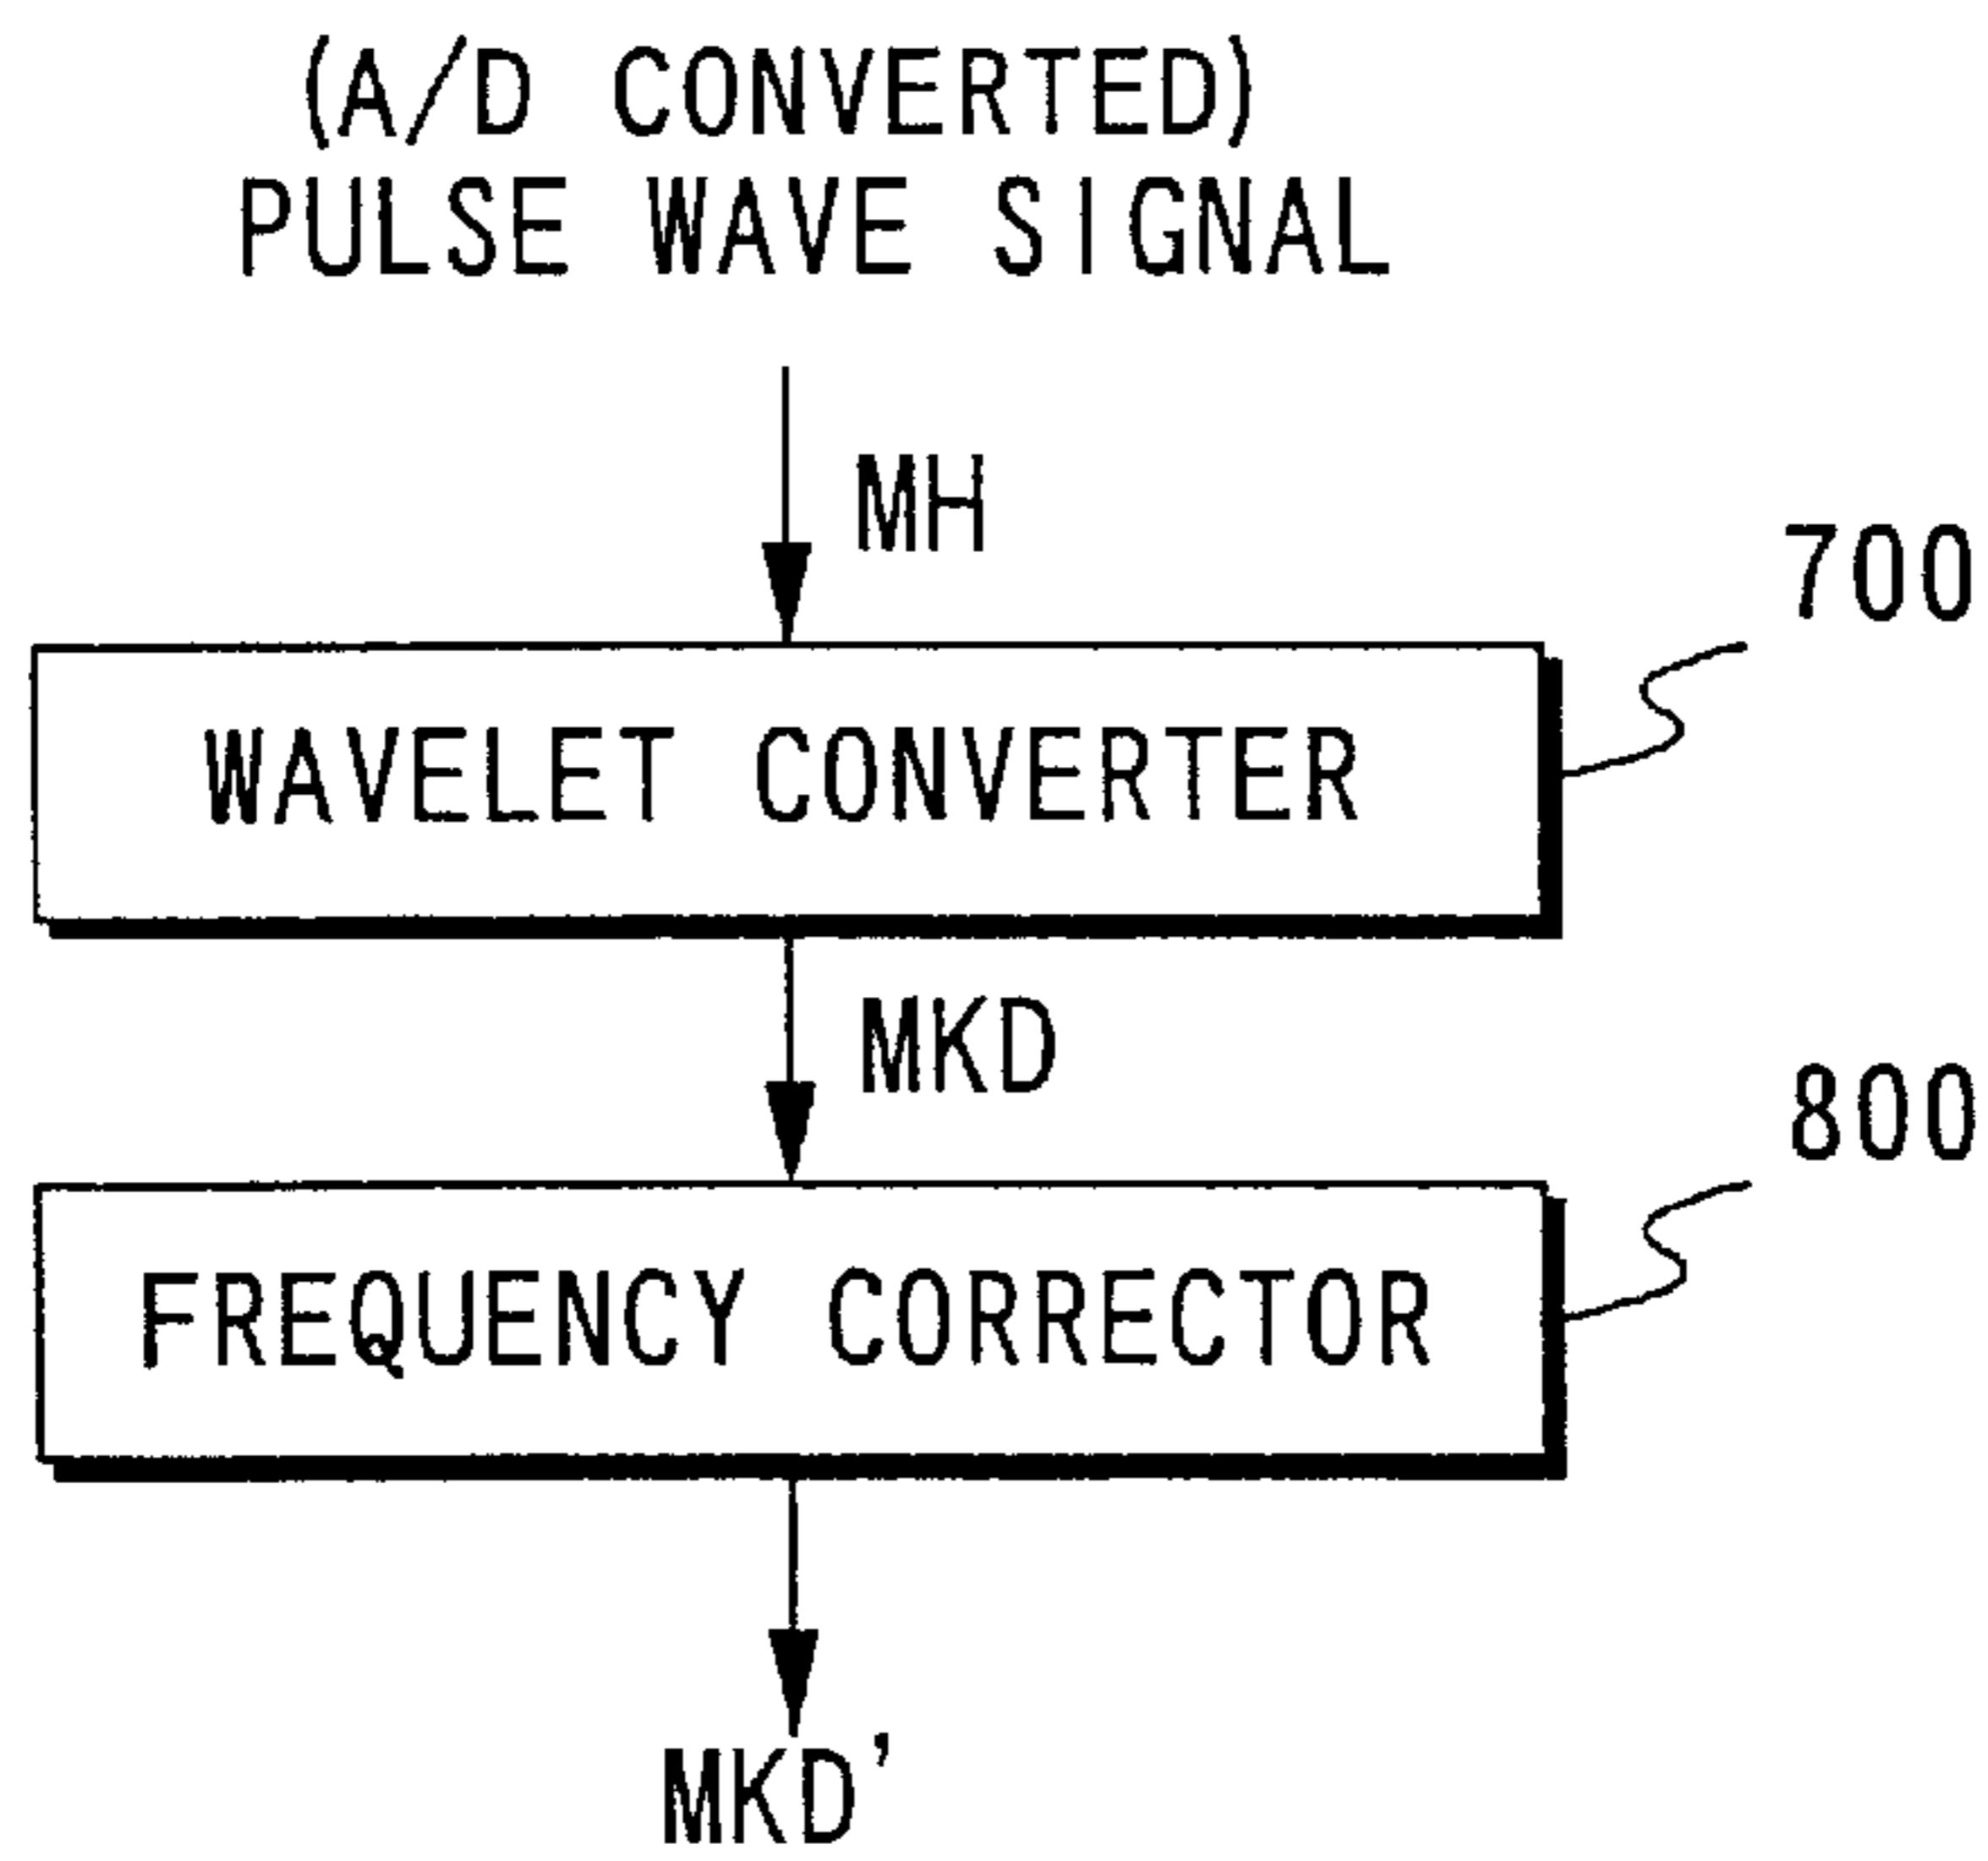 (A/D CONVERTED)
PULSE WAVE SIGNAL
MH
700
WAVELET CONVERTER
MKD
800
FREQUENCY CORRECTOR
MKD'